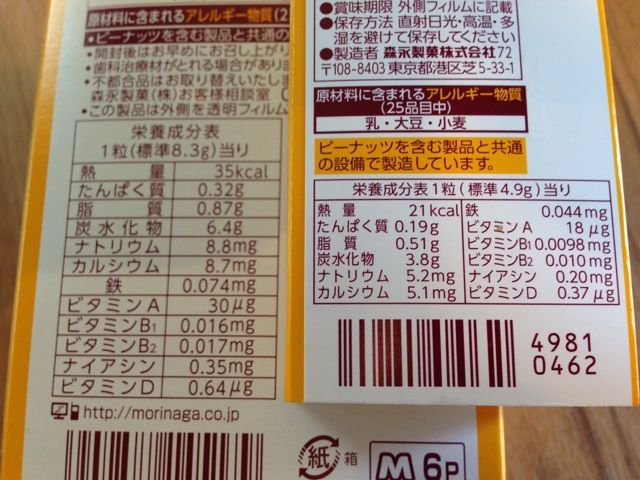 原材料に含まれるアレルギー物質(2
●ピーナッツを含む製品と共通の
•開封後はお早めにお召し上がり
•歯科治療材がとれる場合があり
•不都合品はお取り替えいたし
森永製菓(株)お客様相談室
•この製品は外側を透明フィルム
栄養成分表
1粒(標準8.3g)当り
熱 量 35kcal
たんぱく質 0.32g
脂 質 0.87g
炭水化物 6.4g
ナトリウム 8.8mg
カルシウム 8.7mg
鉄 0.074mg
ビタミンA 30μg
ビタミンB1 0.016mg
ビタミンB2 0.017mg
ナイアシン 0.35mg
ビタミンD 0.64μg
http://morinaga.co.jp
紙 箱
M 6P
●賞味期限 外側フィルムに記載
●保存方法 直射日光・高温・多
湿を避けて保存してください
●製造者 森永製菓株式会社72
〒108-8403 東京都港区芝5-33-1
原材料に含まれるアレルギー物質
(25品目中)
乳・大豆・小麦
ピーナッツを含む製品と共通
の設備で製造しています。
栄養成分表1粒(標準4.9g)当り
熱 量 21kcal 鉄 0.044mg
たんぱく質 0.19g ビタミンA 18μg
脂 質 0.51g ビタミンB1 0.0098mg
炭水化物 3.8g ビタミンB2 0.010mg
ナトリウム 5.2mg ナイアシン 0.20mg
カルシウム 5.1mg ビタミンD 0.37μg
4981
0462